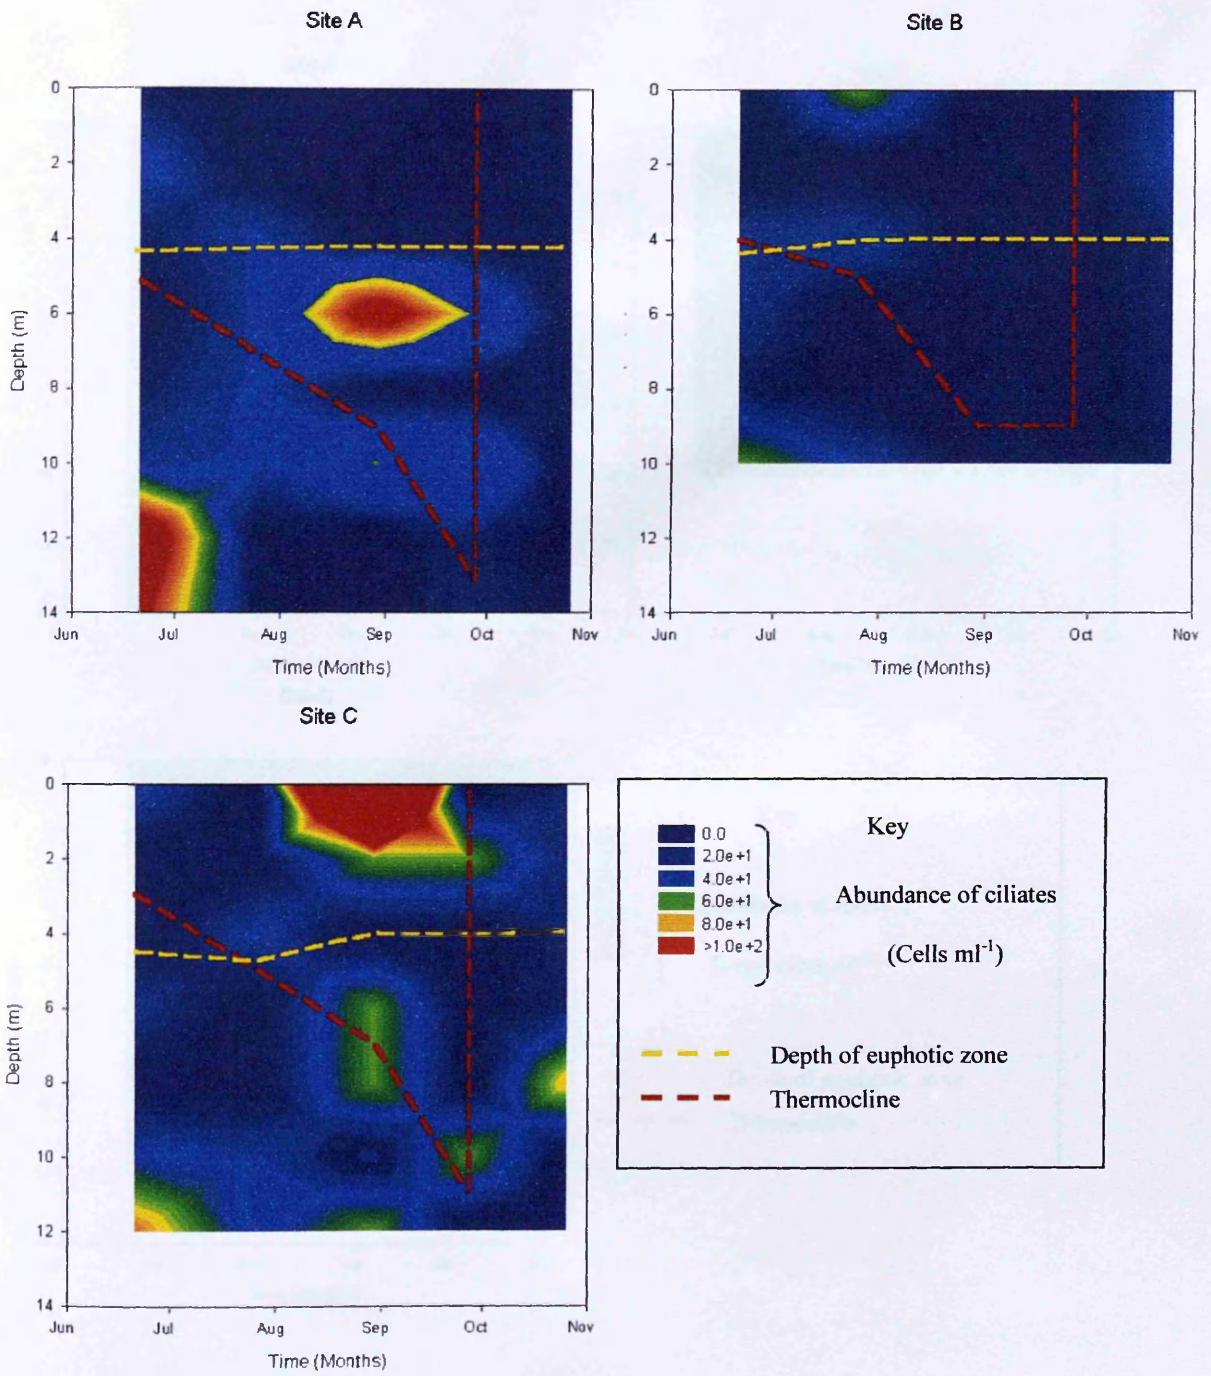 Site A
0
2
4
6
8
10
12
14
Depth (m)
Jun Jul Aug Sep Oct Nov
Time (Months)
Site B
0
2
4
6
8
10
12
14
Jun Jul Aug Sep Oct Nov
Time (Months)
Site C
0
2
4
6
8
10
12
14
Depth (m)
Jun Jul Aug Sep Oct Nov
Time (Months)
Key
0.0
2.0e+1
4.0e+1
6.0e+1
8.0e+1
>1.0e+2
Abundance of ciliates
(Cells ml⁻¹)
Depth of euphotic zone
Thermocline